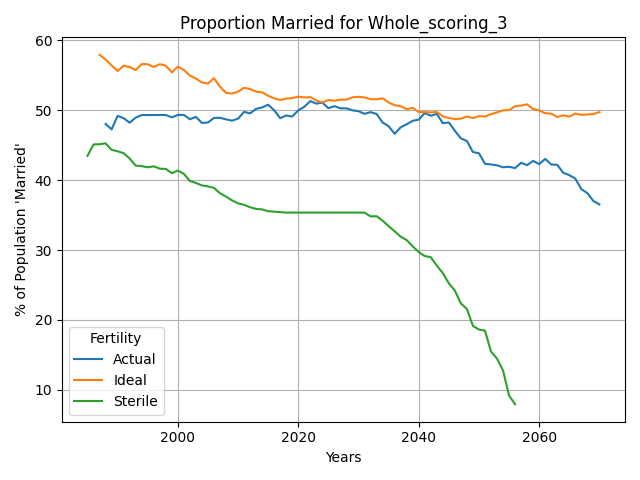 Proportion Married for Whole_scoring_3
% of Population 'Married'
60
50
40
30
20
10
Fertility
Actual
Ideal
Sterile
2000 2020 2040 2060
Years